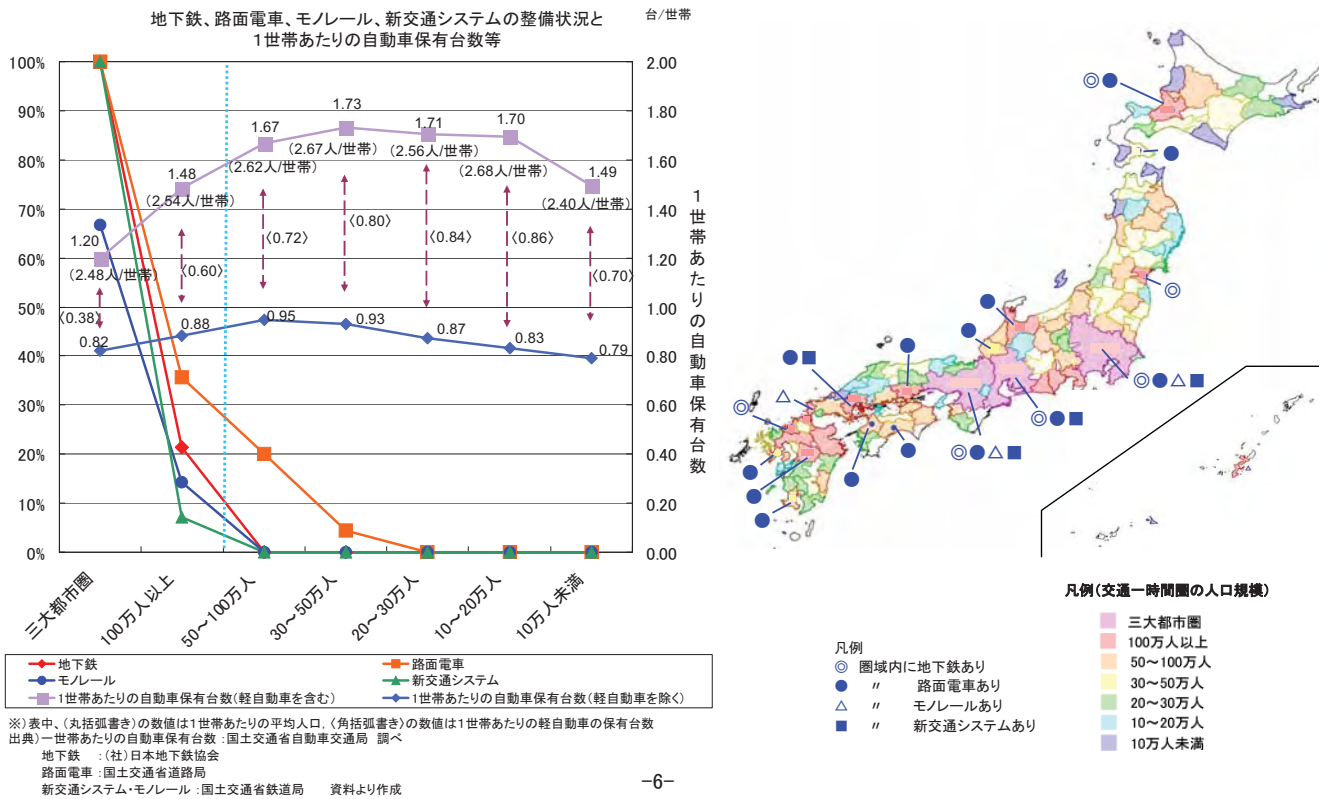 地下鉄、路面電車、モノレール、新交通システムの整備状況と
1世帯あたりの自動車保有台数等
台/世帯
100%
90%
80%
70%
60%
50%
40%
30%
20%
10%
0%
2.00
1.80
1.60
1.40
1.20
1.00
0.80
0.60
0.40
0.20
0.00
1世帯あたりの自動車保有台数
1.20
(2.48人/世帯)
〈0.38〉
0.82
1.48
(2.54人/世帯)
〈0.60〉
0.88
1.67
(2.62人/世帯)
〈0.72〉
0.95
1.73
(2.67人/世帯)
〈0.80〉
0.93
1.71
(2.56人/世帯)
〈0.84〉
0.87
1.70
(2.68人/世帯)
〈0.86〉
0.83
1.49
(2.40人/世帯)
〈0.70〉
0.79
三大都市圏
100万人以上
50～100万人
30～50万人
20～30万人
10～20万人
10万人未満
地下鉄
路面電車
モノレール
新交通システム
1世帯あたりの自動車保有台数(軽自動車を含む)
1世帯あたりの自動車保有台数(軽自動車を除く)
※)表中、(丸括弧書き)の数値は1世帯あたりの平均人口、〈角括弧書き〉の数値は1世帯あたりの軽自動車の保有台数
出典)一世帯あたりの自動車保有台数：国土交通省自動車交通局 調べ
地下鉄 ：(社)日本地下鉄協会
路面電車：国土交通省道路局
新交通システム・モノレール：国土交通省鉄道局 資料より作成
-6-
凡例
◎ 圏域内に地下鉄あり
● 〃 路面電車あり
△ 〃 モノレールあり
■ 〃 新交通システムあり
凡例(交通一時間圏の人口規模)
三大都市圏
100万人以上
50～100万人
30～50万人
20～30万人
10～20万人
10万人未満